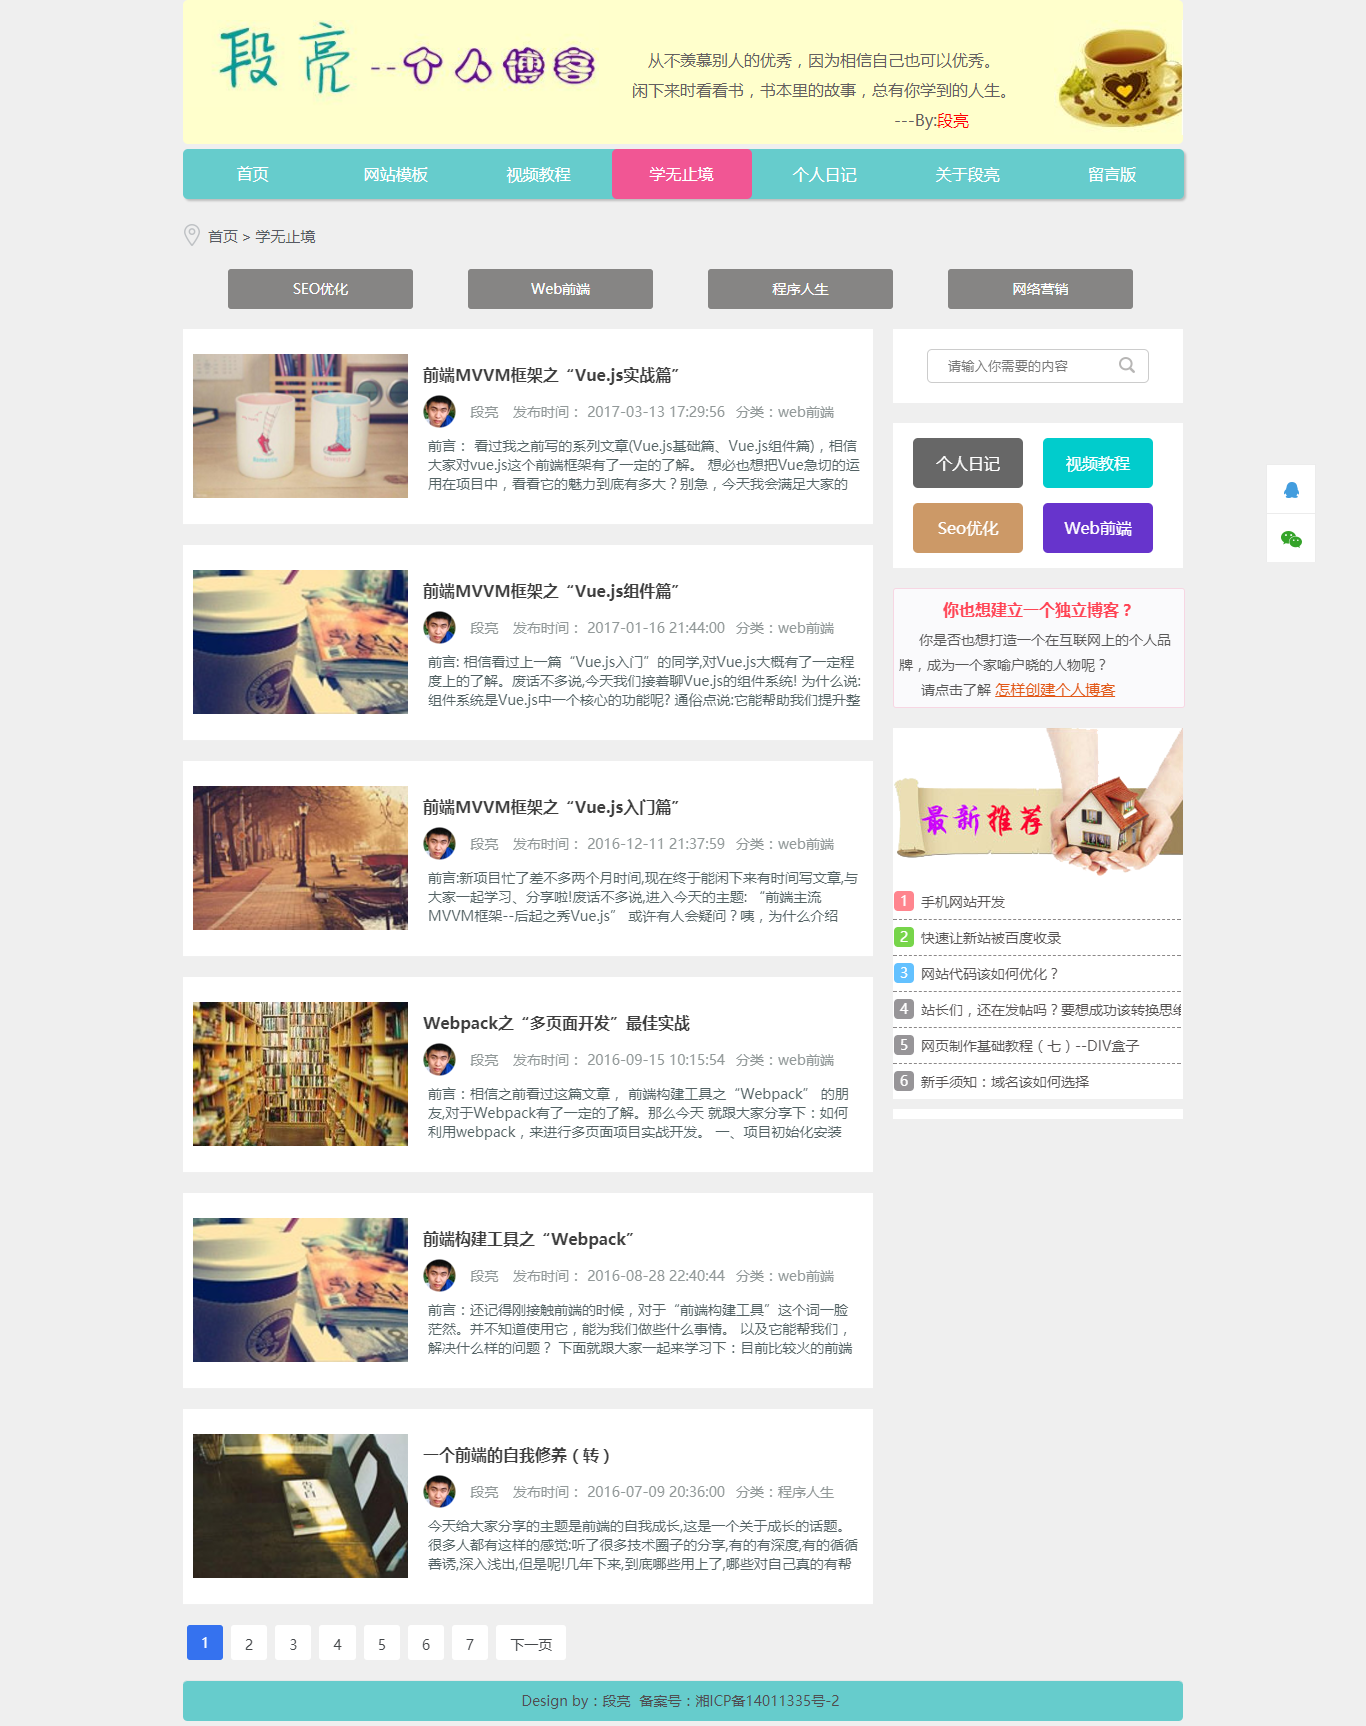 段亮 --个人博客
从不羡慕别人的优秀，因为相信自己也可以优秀。
闲下来时看看书，书本里的故事，总有你学到的人生。
---By:段亮
首页 网站模板 视频教程 学无止境 个人日记 关于段亮 留言版
首页 > 学无止境
SEO优化 Web前端 程序人生 网络营销
前端MVVM框架之“Vue.js实战篇”
段亮 发布时间： 2017-03-13 17:29:56 分类：web前端
前言： 看过我之前写的系列文章(Vue.js基础篇、Vue.js组件篇)，相信
大家对vue.js这个前端框架有了一定的了解。 想必也想把Vue急切的运
用在项目中，看看它的魅力到底有多大？别急，今天我会满足大家的
前端MVVM框架之“Vue.js组件篇”
段亮 发布时间： 2017-01-16 21:44:00 分类：web前端
前言: 相信看过上一篇“Vue.js入门”的同学,对Vue.js大概有了一定程
度上的了解。废话不多说,今天我们接着聊Vue.js的组件系统! 为什么说:
组件系统是Vue.js中一个核心的功能呢? 通俗点说:它能帮助我们提升整
前端MVVM框架之“Vue.js入门篇”
段亮 发布时间： 2016-12-11 21:37:59 分类：web前端
前言:新项目忙了差不多两个月时间,现在终于能闲下来有时间写文章,与
大家一起学习、分享啦!废话不多说,进入今天的主题: “前端主流
MVVM框架--后起之秀Vue.js” 或许有人会疑问？咦，为什么介绍
Webpack之“多页面开发”最佳实战
段亮 发布时间： 2016-09-15 10:15:54 分类：web前端
前言：相信之前看过这篇文章， 前端构建工具之“Webpack” 的朋
友,对于Webpack有了一定的了解。那么今天 就跟大家分享下：如何
利用webpack，来进行多页面项目实战开发。 一、项目初始化安装
前端构建工具之“Webpack”
段亮 发布时间： 2016-08-28 22:40:44 分类：web前端
前言：还记得刚接触前端的时候，对于“前端构建工具”这个词一脸
茫然。并不知道使用它，能为我们做些什么事情。 以及它能帮我们，
解决什么样的问题？ 下面就跟大家一起来学习下：目前比较火的前端
一个前端的自我修养（转）
段亮 发布时间： 2016-07-09 20:36:00 分类：程序人生
今天给大家分享的主题是前端的自我成长,这是一个关于成长的话题。
很多人都有这样的感觉:听了很多技术圈子的分享,有的有深度,有的循循
善诱,深入浅出,但是呢!几年下来,到底哪些用上了,哪些对自己真的有帮
1 2 3 4 5 6 7 下一页
请输入你需要的内容
个人日记 视频教程
Seo优化 Web前端
你也想建立一个独立博客？
你是否也想打造一个在互联网上的个人品
牌，成为一个家喻户晓的人物呢？
请点击了解 怎样创建个人博客
最新推荐
1 手机网站开发
2 快速让新站被百度收录
3 网站代码该如何优化？
4 站长们，还在发帖吗？要想成功该转换思维
5 网页制作基础教程（七）--DIV盒子
6 新手须知：域名该如何选择
Design by：段亮 备案号：湘ICP备14011335号-2